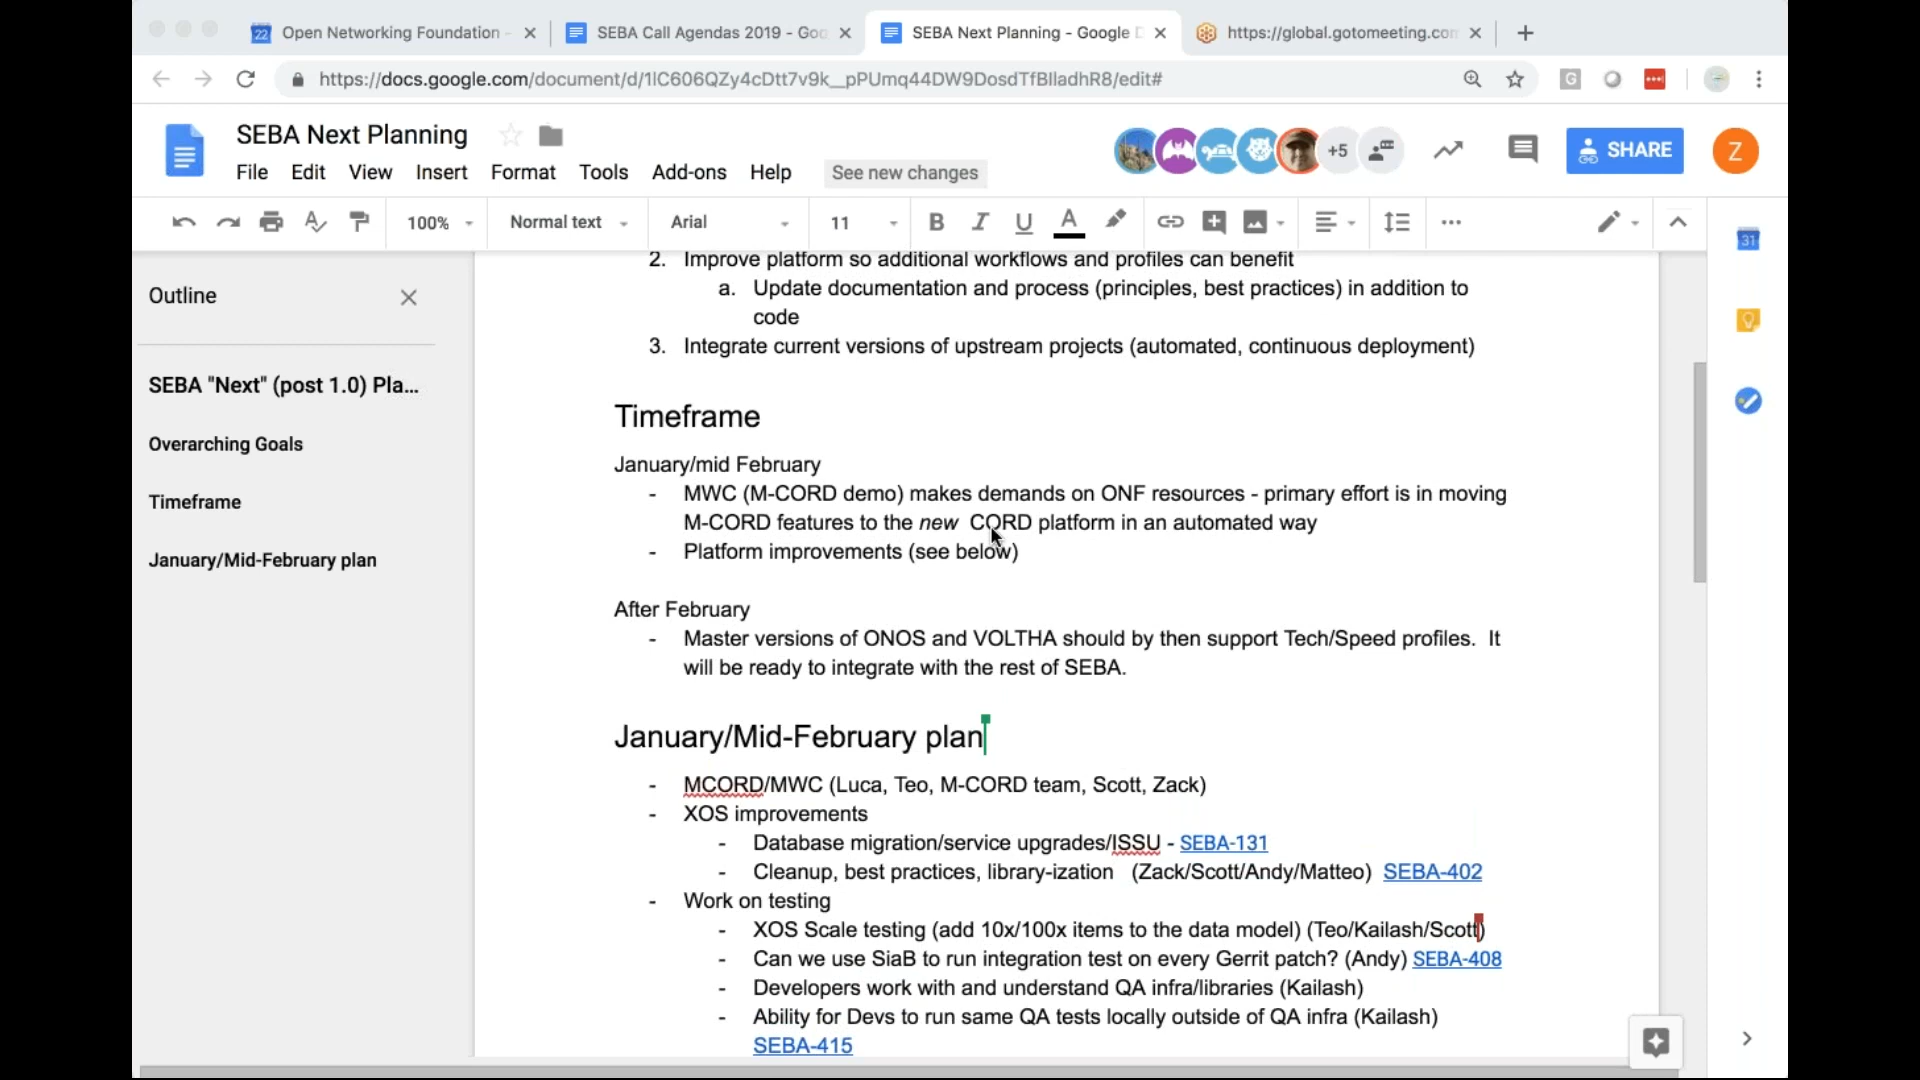 Open Networking Foundation -
SEBA Call Agendas 2019 - Goo
SEBA Next Planning - Google D
https://global.gotomeeting.com
https://docs.google.com/document/d/1lC606QZy4cDtt7v9k__pPUmq44DW9DosdTfBlladhR8/edit#
SEBA Next Planning
+5
SHARE
Z
File Edit View Insert Format Tools Add-ons Help See new changes
100% Normal text Arial 11 B I U A
31
Outline
SEBA "Next" (post 1.0) Pla...
Overarching Goals
Timeframe
January/Mid-February plan
2. Improve platform so additional workflows and profiles can benefit
a. Update documentation and process (principles, best practices) in addition to
code
3. Integrate current versions of upstream projects (automated, continuous deployment)
Timeframe
January/mid February
- MWC (M-CORD demo) makes demands on ONF resources - primary effort is in moving
M-CORD features to the new CORD platform in an automated way
- Platform improvements (see below)
After February
- Master versions of ONOS and VOLTHA should by then support Tech/Speed profiles. It
will be ready to integrate with the rest of SEBA.
January/Mid-February plan
- MCORD/MWC (Luca, Teo, M-CORD team, Scott, Zack)
- XOS improvements
- Database migration/service upgrades/ISSU - SEBA-131
- Cleanup, best practices, library-ization (Zack/Scott/Andy/Matteo) SEBA-402
- Work on testing
- XOS Scale testing (add 10x/100x items to the data model) (Teo/Kailash/Scott)
- Can we use SiaB to run integration test on every Gerrit patch? (Andy) SEBA-408
- Developers work with and understand QA infra/libraries (Kailash)
- Ability for Devs to run same QA tests locally outside of QA infra (Kailash)
SEBA-415